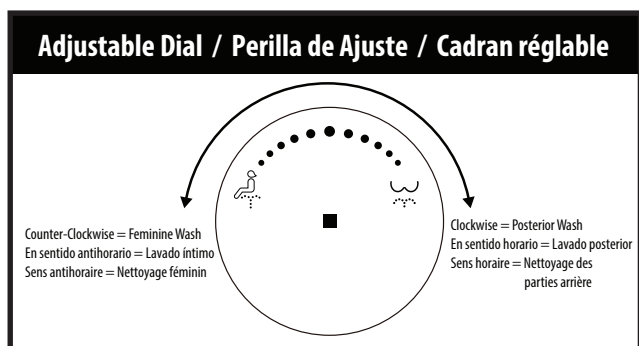 Adjustable Dial / Perilla de Ajuste / Cadran réglable
Counter-Clockwise = Feminine Wash
En sentido antihorario = Lavado íntimo
Sens antihoraire = Nettoyage féminin
Clockwise = Posterior Wash
En sentido horario = Lavado posterior
Sens horaire = Nettoyage des
parties arrière